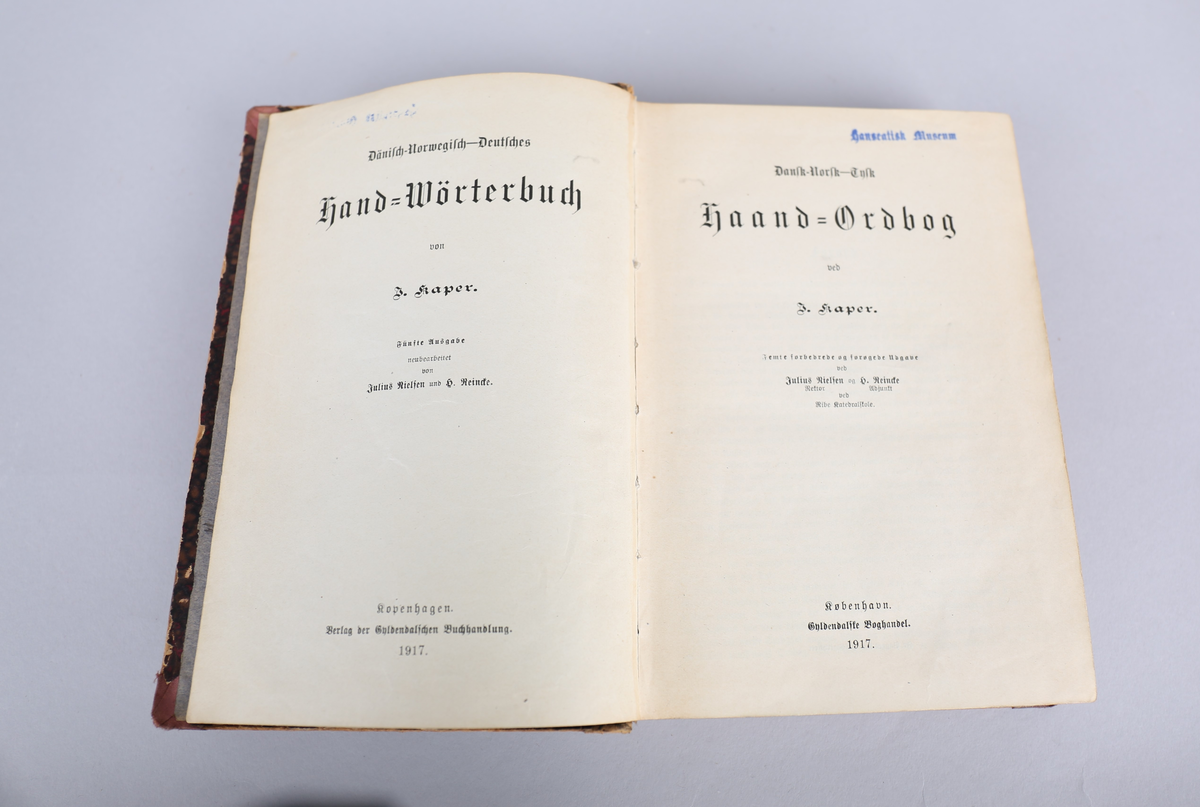 Dänisch-Norwegisch—Deutsches
Hand=Wörterbuch
von
J. Kaper.
Fünfte Ausgabe
neubearbeitet
von
Julius Nielsen und H. Reincke.
Kopenhagen.
Verlag der Gyldendalschen Buchhandlung.
1917.
Hanseatisk Museum
Dansk-Norsk—Tysk
Haand=Ordbog
ved
J. Kaper.
Femte forbedrede og forøgede Udgave
ved
Julius Nielsen og H. Reincke
Rektor Adjunkt
ved
Ribe Katedralskole.
København.
Gyldendalske Boghandel.
1917.